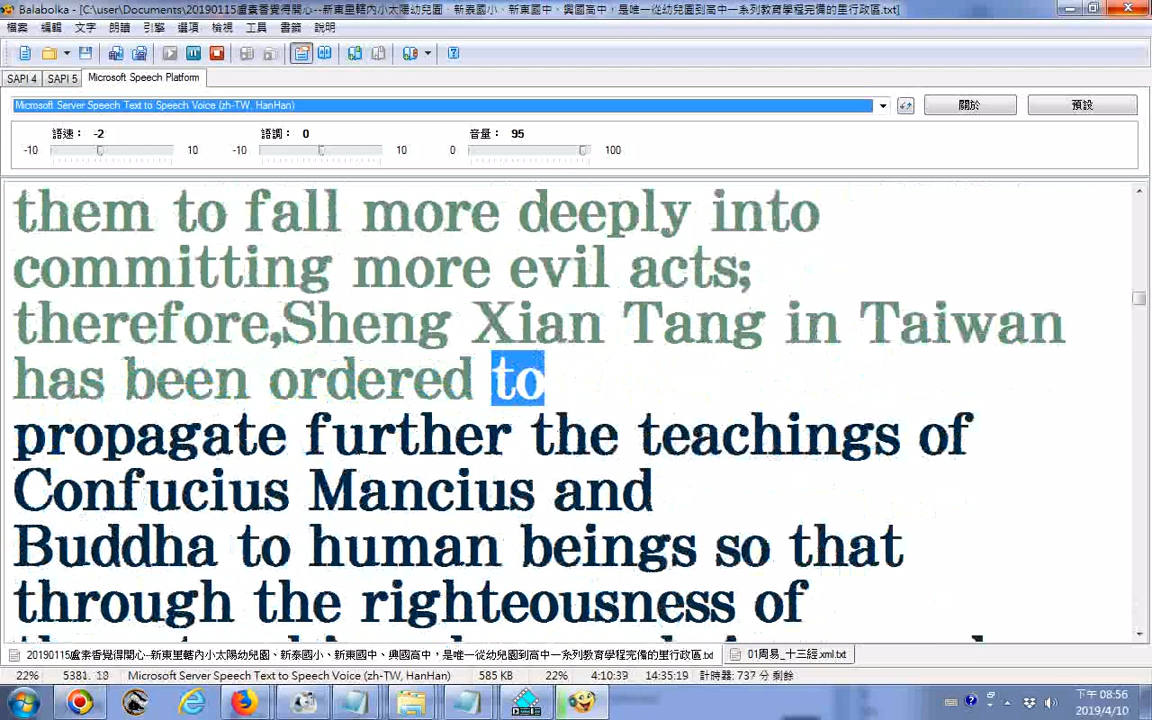 Balabolka - [C:\user\Documents\20190115盧素香覺得開心--新東里轄內小太陽幼兒園、新泰國小、新東國中、興國高中，是唯一從幼兒園到高中一系列教育學程完備的里行政區.txt]
檔案 編輯 文字 朗讀 引擎 選項 檢視 工具 書籤 說明
SAPI 4 SAPI 5 Microsoft Speech Platform
Microsoft Server Speech Text to Speech Voice (zh-TW, HanHan) 關於 預設
語速： -2 語調： 0 音量： 95
-10 10 -10 10 0 100
them to fall more deeply into
committing more evil acts;
therefore,Sheng Xian Tang in Taiwan
has been ordered to
propagate further the teachings of
Confucius Mancius and
Buddha to human beings so that
through the righteousness of
20190115盧素香覺得開心--新東里轄內小太陽幼兒園、新泰國小、新東國中、興國高中，是唯一從幼兒園到高中一系列教育學程完備的里行政區.txt 01周易_十三經.xml.txt
22% 5381. 18 Microsoft Server Speech Text to Speech Voice (zh-TW, HanHan) 585 KB 22% 4:10:39 14:35:19 計時器: 737 分 剩餘
下午 08:56
2019/4/10